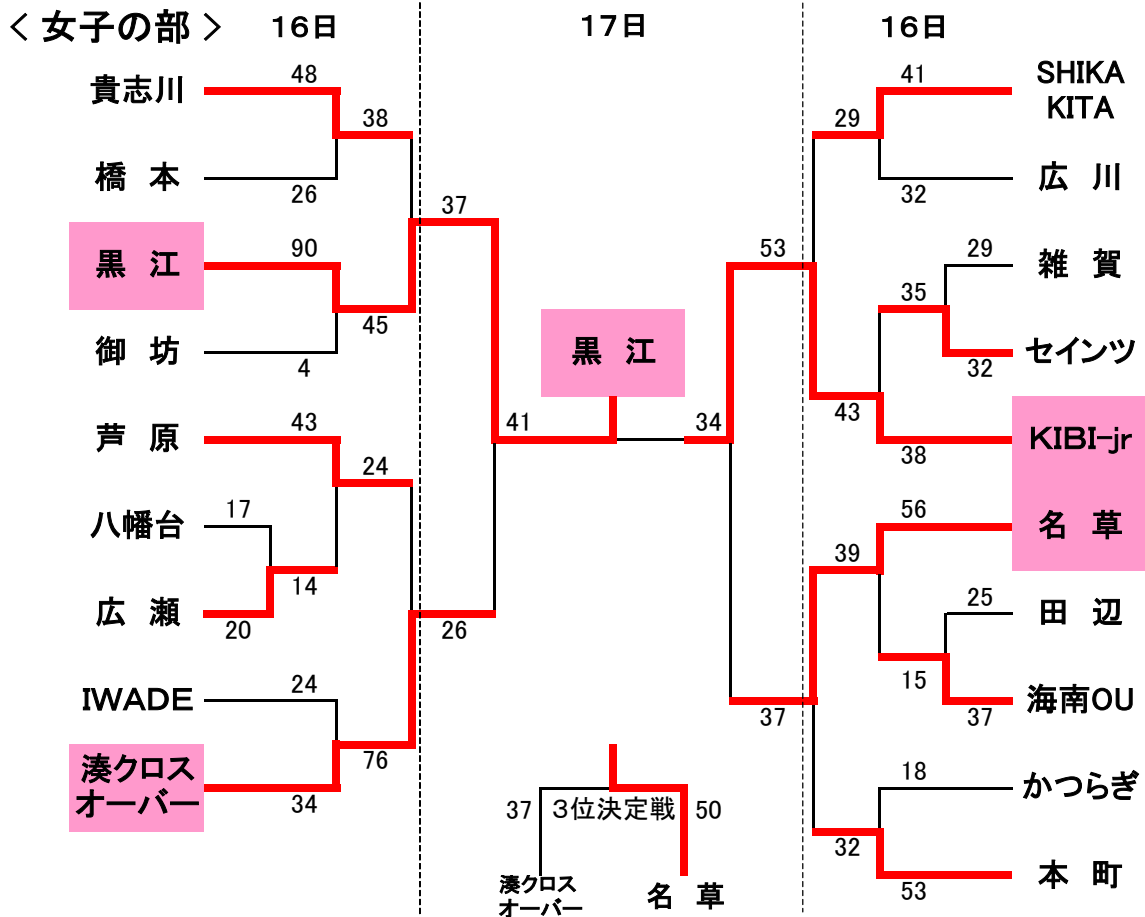 ＜女子の部＞ 16日 17日 16日
貴志川 48 38
橋本 26
黒江 90 45
御坊 4
芦原 43 24
八幡台 17
広瀬 20 14
IWADE 24
湊クロス
オーバー 34 76
37
26
41
黒江
34
53
37
SHIKA
KITA 41 29
広川 32
雑賀 29 35
セインツ 32
KIBI-jr 38 43
名草 56 39
田辺 25
海南OU 37 15
かつらぎ 18
本町 53 32
37 3位決定戦 50
湊クロス
オーバー
名草